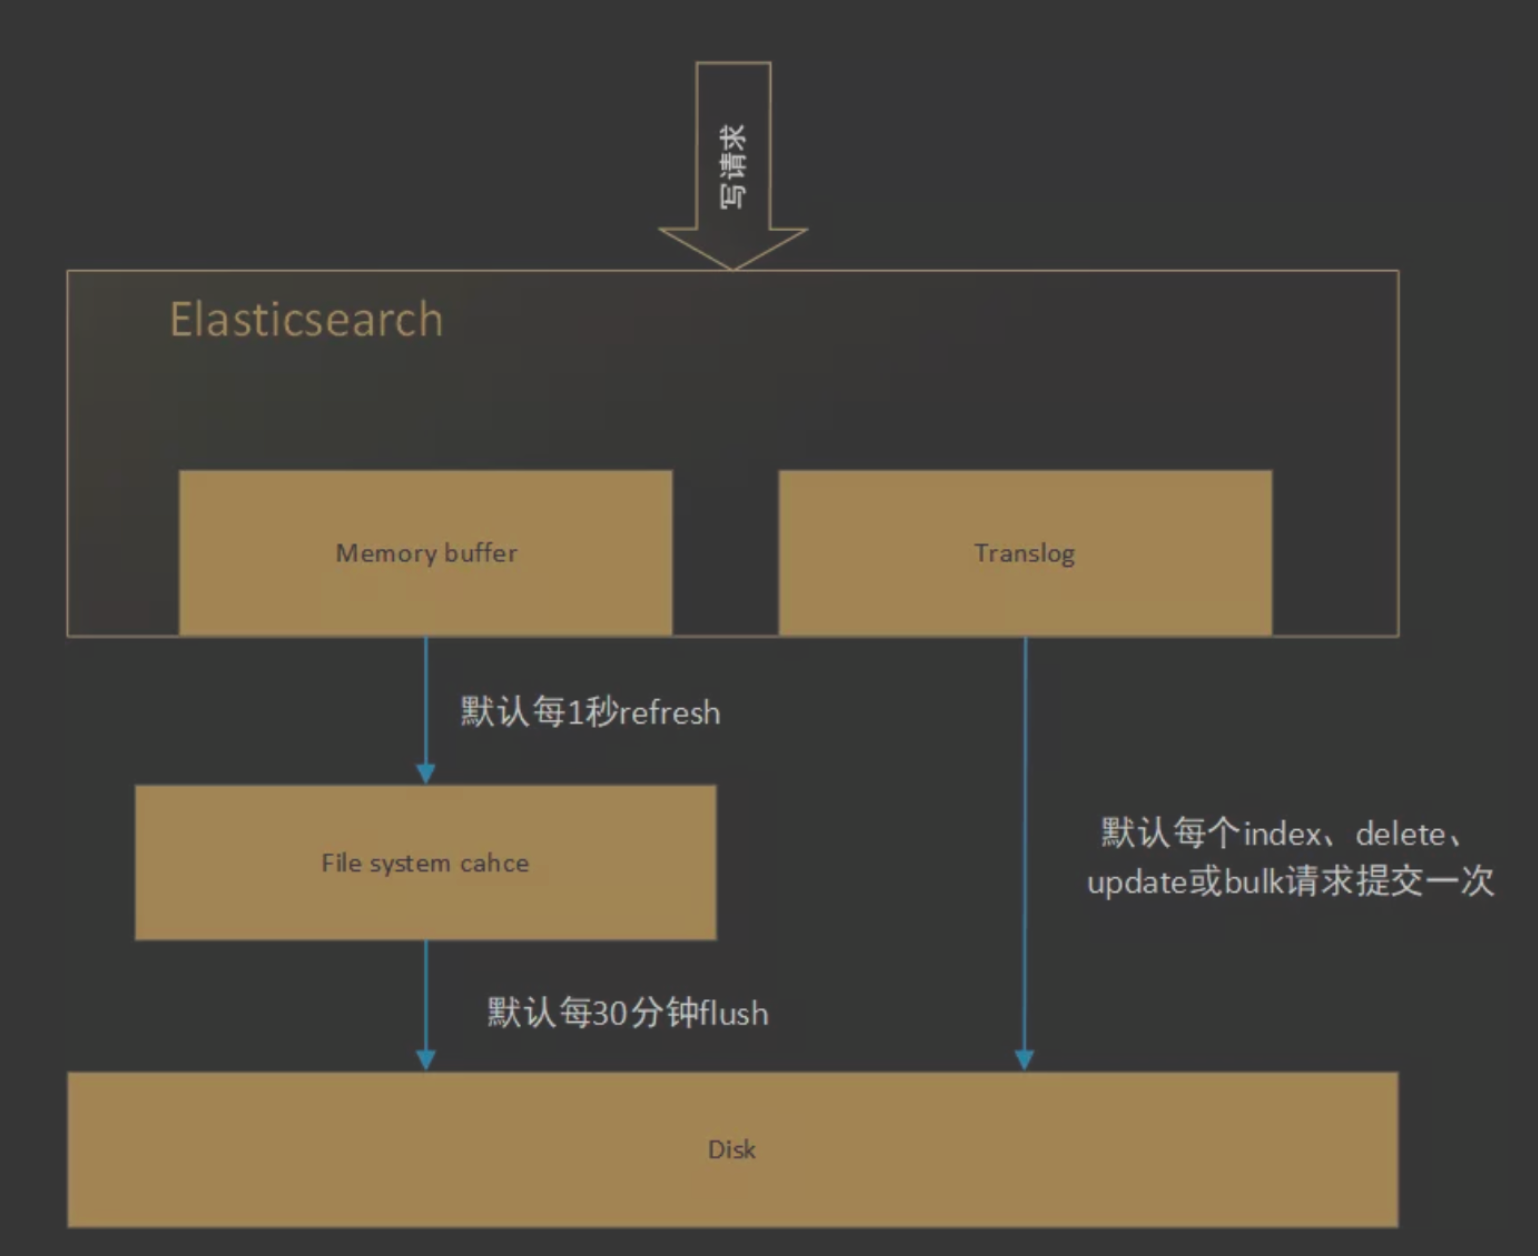 写请求
Elasticsearch
Memory buffer
Translog
默认每1秒refresh
File system cahce
默认每个index、delete、
update或bulk请求提交一次
默认每30分钟flush
Disk